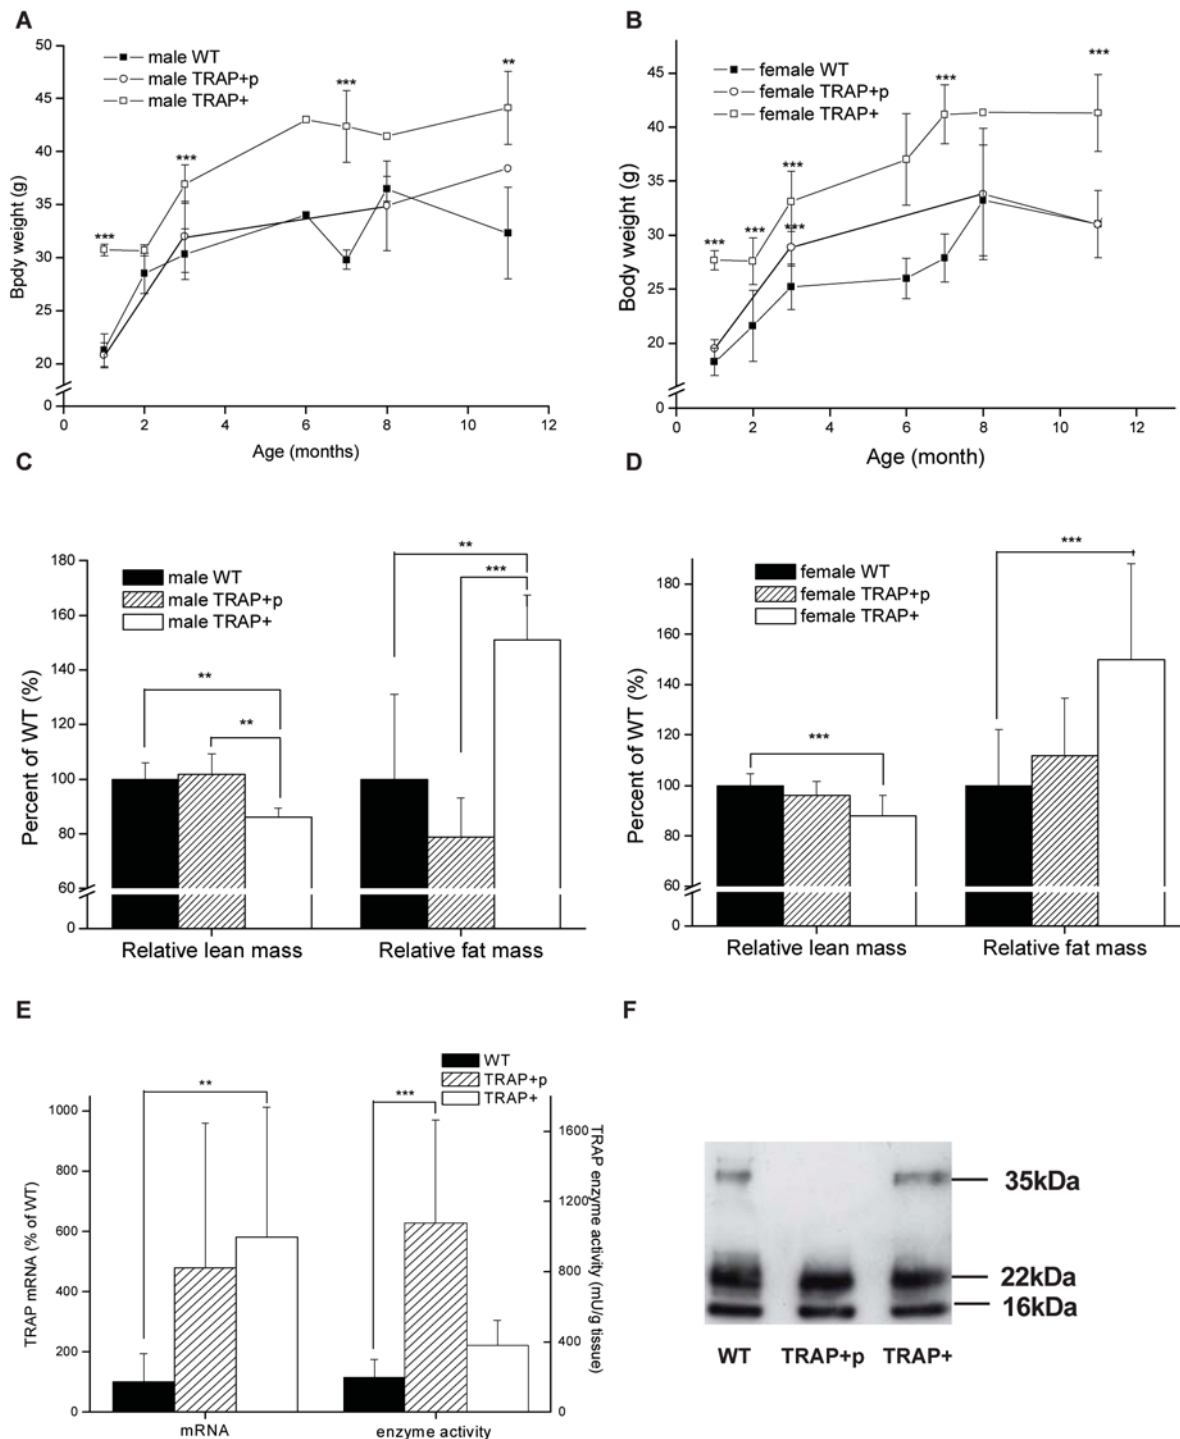 A
50
45
40
35
30
25
20
0
Bpdy weight (g)
male WT
male TRAP+p
male TRAP+
***
***
***
**
0 2 4 6 8 10 12
Age (months)
B
45
40
35
30
25
20
0
Body weight (g)
female WT
female TRAP+p
female TRAP+
***
***
***
***
***
***
0 2 4 6 8 10 12
Age (month)
C
180
160
140
120
100
80
60
0
Percent of WT (%)
male WT
male TRAP+p
male TRAP+
**
**
**
***
Relative lean mass Relative fat mass
D
180
160
140
120
100
80
60
0
Percent of WT (%)
female WT
female TRAP+p
female TRAP+
***
***
Relative lean mass Relative fat mass
E
WT
TRAP+p
TRAP+
1000
800
600
400
200
0
TRAP mRNA (% of WT)
**
***
1600
1200
800
400
0
TRAP enzyme activity (mU/g tissue)
mRNA enzyme activity
F
35kDa
22kDa
16kDa
WT TRAP+p TRAP+